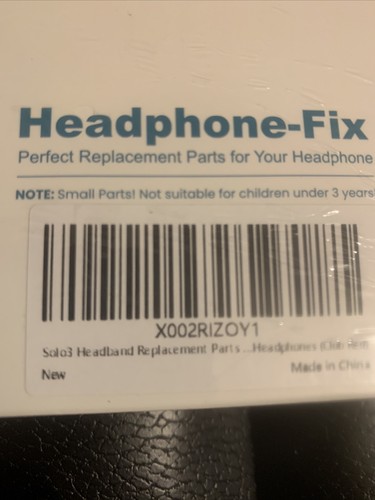 Headphone-Fix
Perfect Replacement Parts for Your Headphone
NOTE: Small Parts! Not suitable for children under 3 years
X002RIZOY1
Solo3 Headband Replacement Parts ...Headphones
New
Made in China